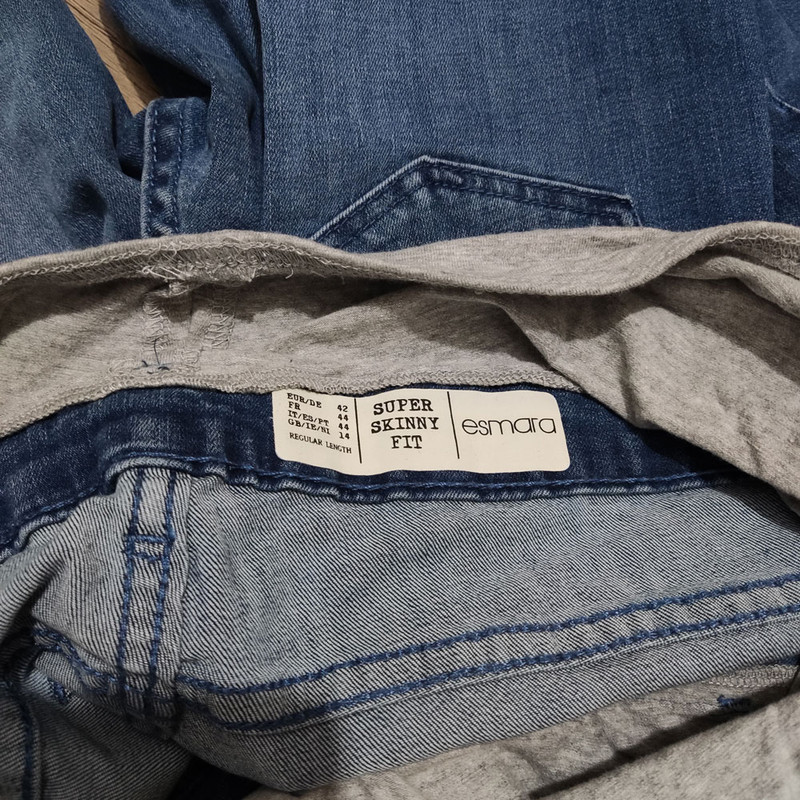 EUR/DE 42
FR 44
IT/ES/PT 44
GB/IE/NI 14
REGULAR LENGTH
SUPER
SKINNY
FIT
esmara